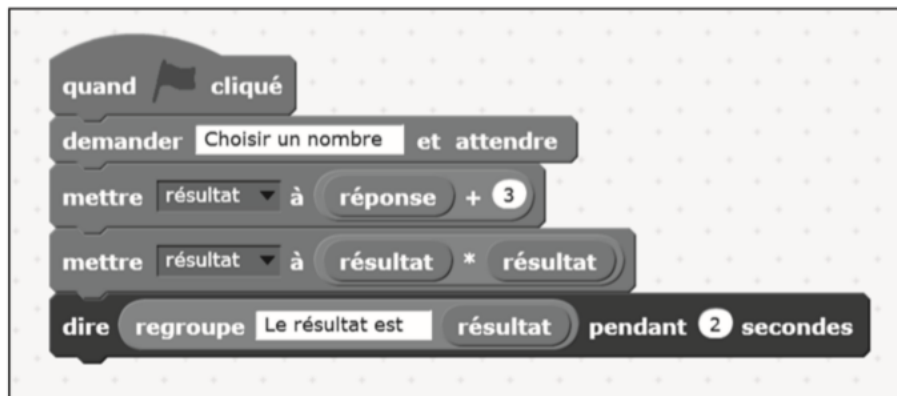 quand cliqué
demander Choisir un nombre et attendre
mettre résultat à réponse + 3
mettre résultat à résultat * résultat
dire regroupe Le résultat est résultat pendant 2 secondes